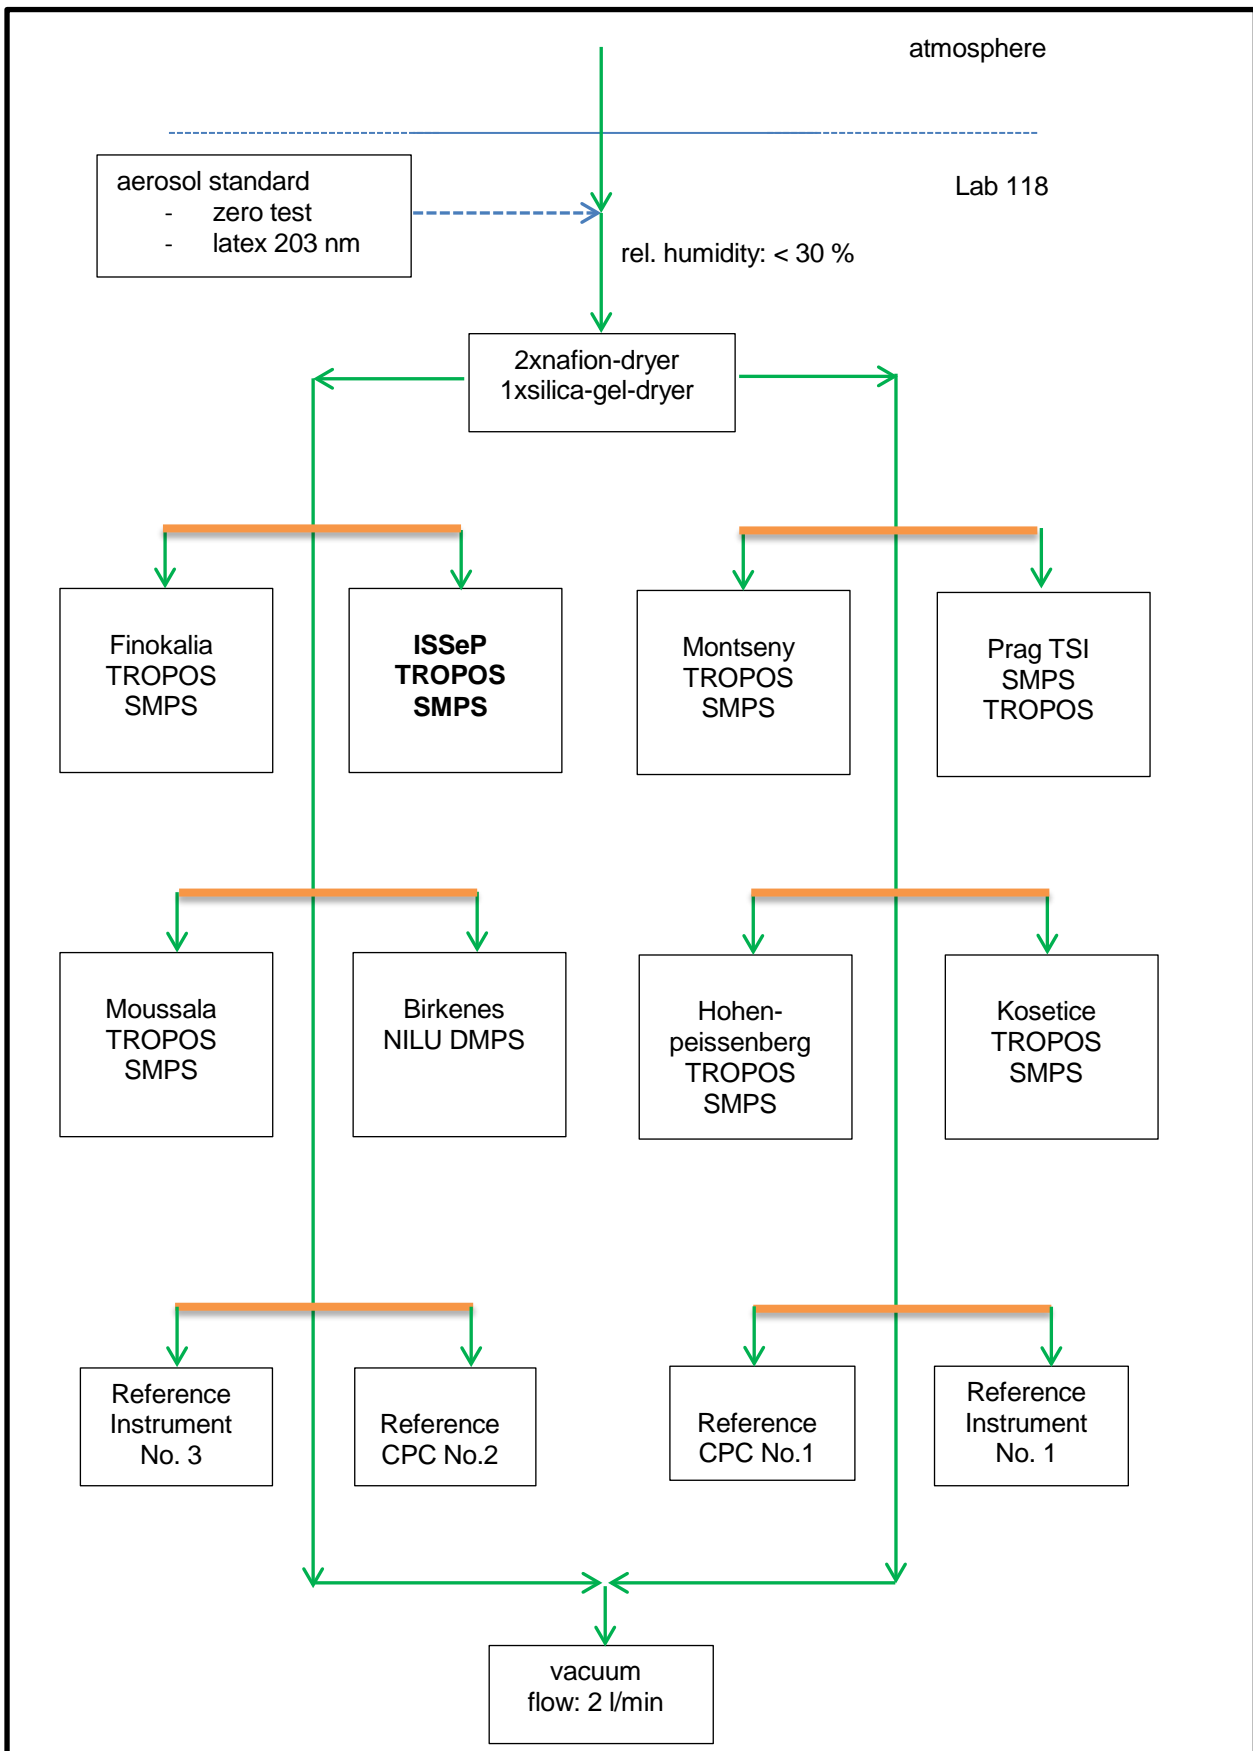 atmosphere
aerosol standard
- zero test
- latex 203 nm
Lab 118
rel. humidity: < 30 %
2xnafion-dryer
1xsilica-gel-dryer
Finokalia
TROPOS
SMPS
ISSeP
TROPOS
SMPS
Montseny
TROPOS
SMPS
Prag TSI
SMPS
TROPOS
Moussala
TROPOS
SMPS
Birkenes
NILU DMPS
Hohen-
peissenberg
TROPOS
SMPS
Kosetice
TROPOS
SMPS
Reference
Instrument
No. 3
Reference
CPC No.2
Reference
CPC No.1
Reference
Instrument
No. 1
vacuum
flow: 2 l/min